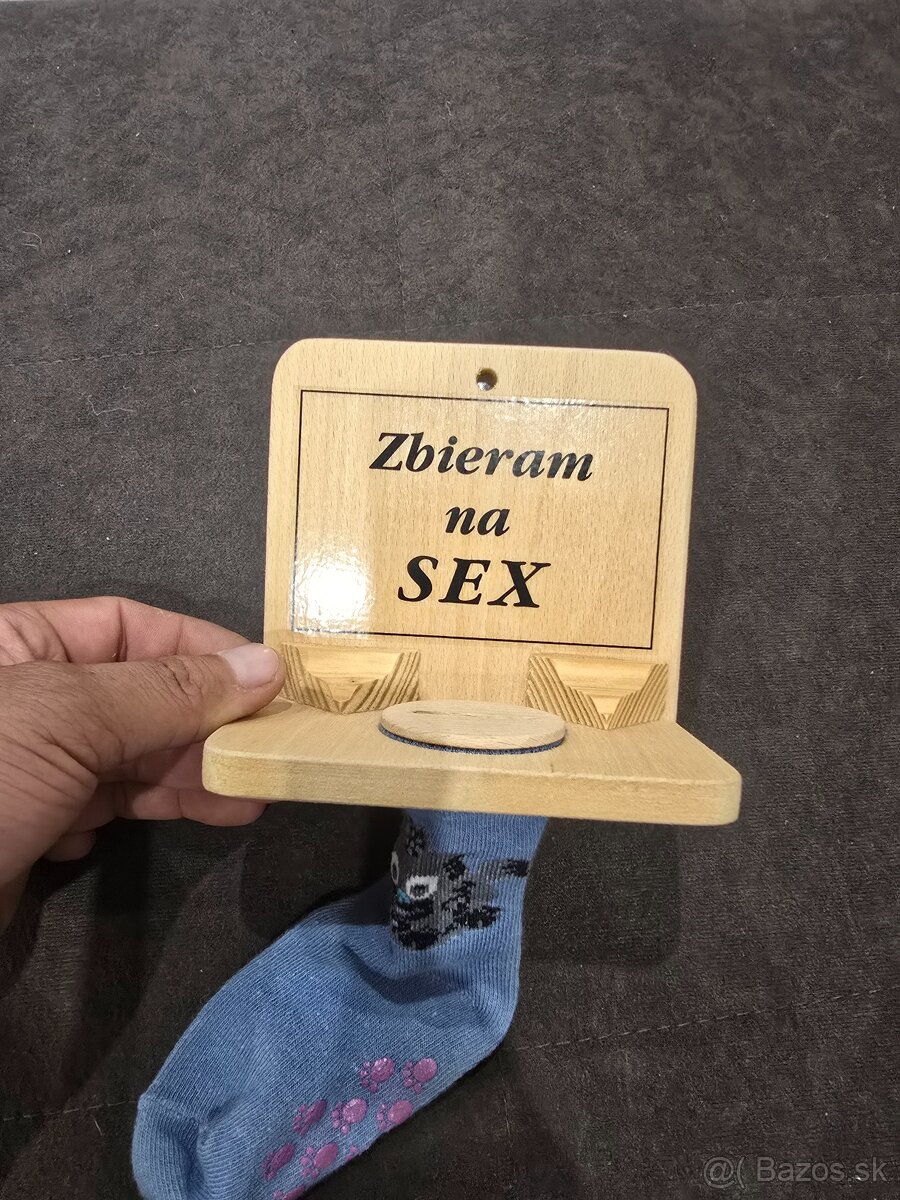 Zbieram
na
SEX
@( Bazos.sk